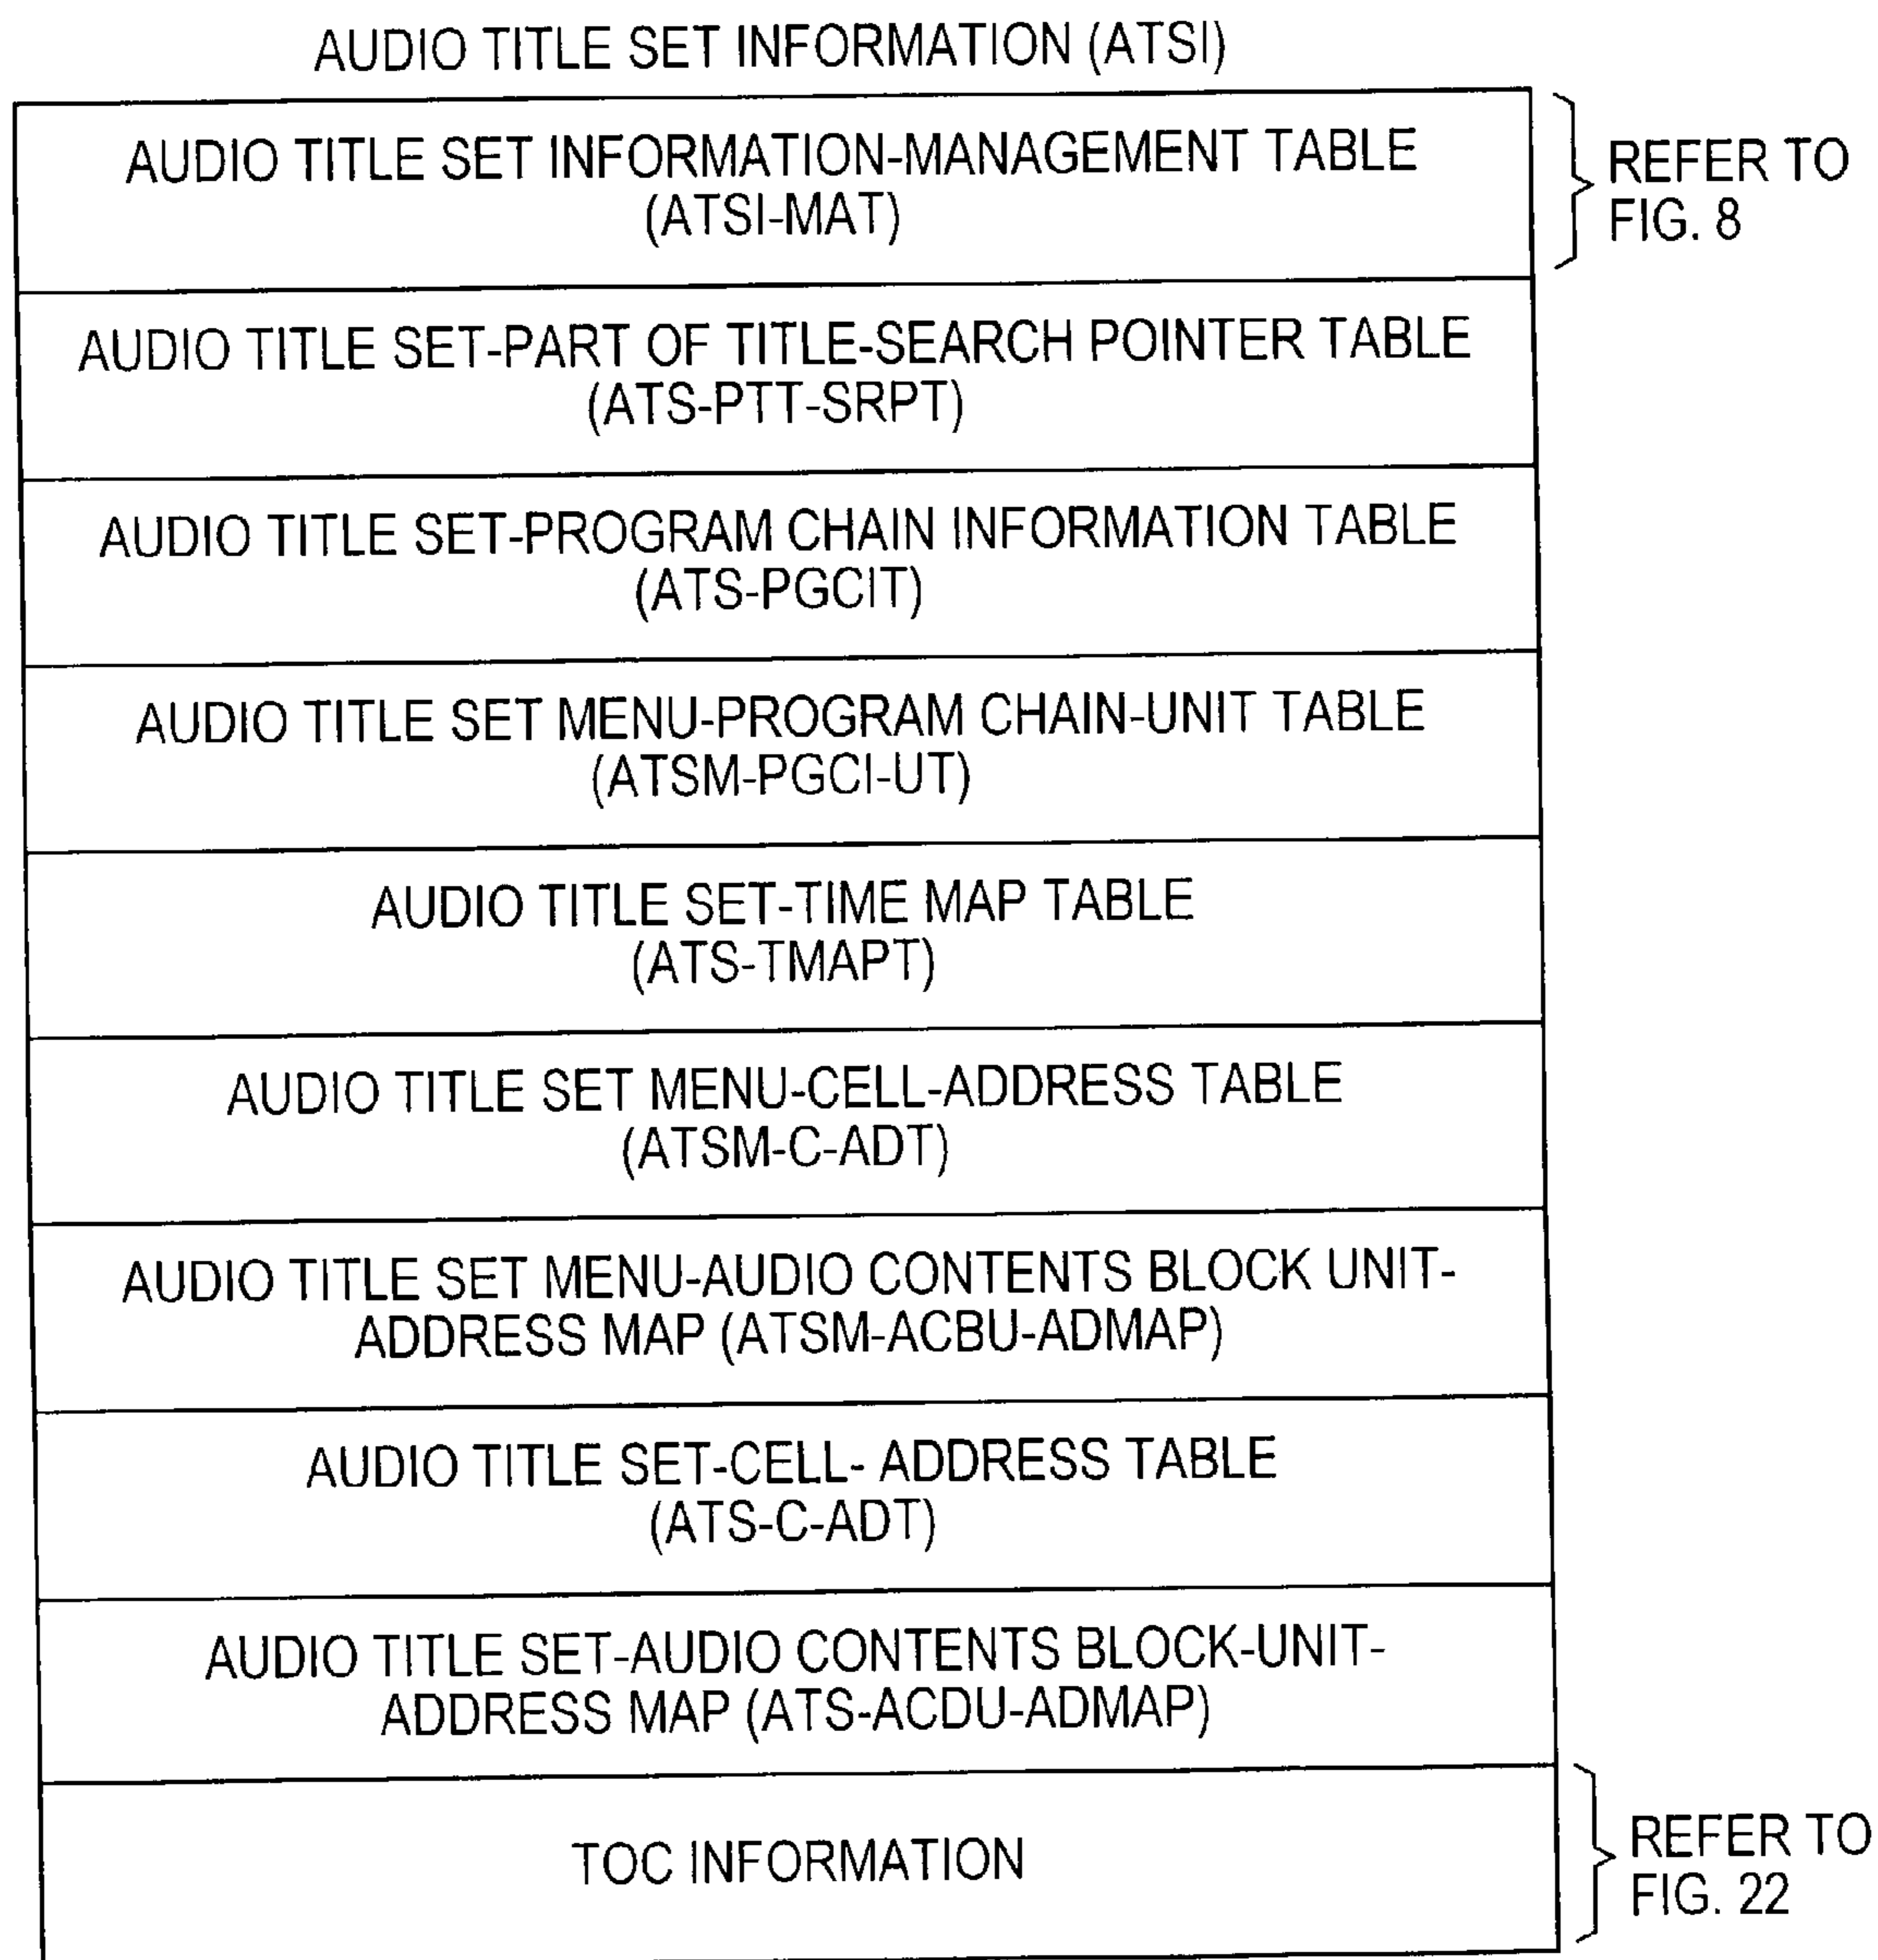 AUDIO TITLE SET INFORMATION (ATSI)
AUDIO TITLE SET INFORMATION-MANAGEMENT TABLE
(ATSI-MAT)
REFER TO
FIG. 8
AUDIO TITLE SET-PART OF TITLE-SEARCH POINTER TABLE
(ATS-PTT-SRPT)
AUDIO TITLE SET-PROGRAM CHAIN INFORMATION TABLE
(ATS-PGCIT)
AUDIO TITLE SET MENU-PROGRAM CHAIN-UNIT TABLE
(ATSM-PGCI-UT)
AUDIO TITLE SET-TIME MAP TABLE
(ATS-TMAPT)
AUDIO TITLE SET MENU-CELL-ADDRESS TABLE
(ATSM-C-ADT)
AUDIO TITLE SET MENU-AUDIO CONTENTS BLOCK UNIT-
ADDRESS MAP (ATSM-ACBU-ADMAP)
AUDIO TITLE SET-CELL- ADDRESS TABLE
(ATS-C-ADT)
AUDIO TITLE SET-AUDIO CONTENTS BLOCK-UNIT-
ADDRESS MAP (ATS-ACDU-ADMAP)
TOC INFORMATION
REFER TO
FIG. 22